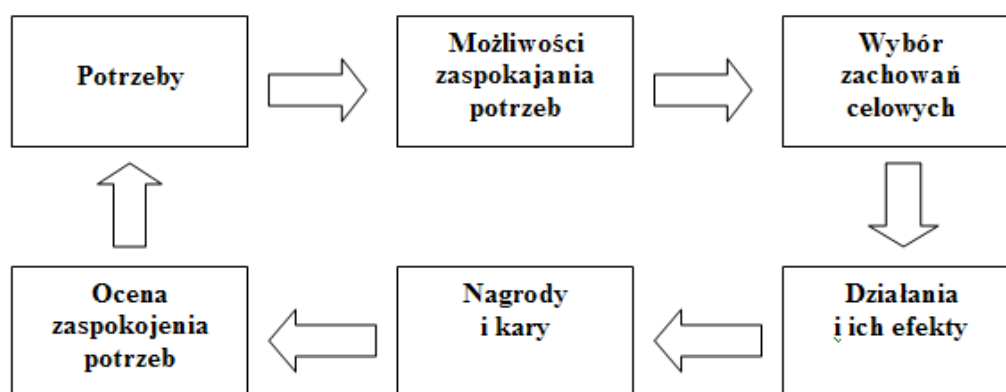 Potrzeby
Możliwości
zaspokajania
potrzeb
Wybór
zachowań
celowych
Ocena
zaspokojenia
potrzeb
Nagrody
i kary
Działania
i ich efekty